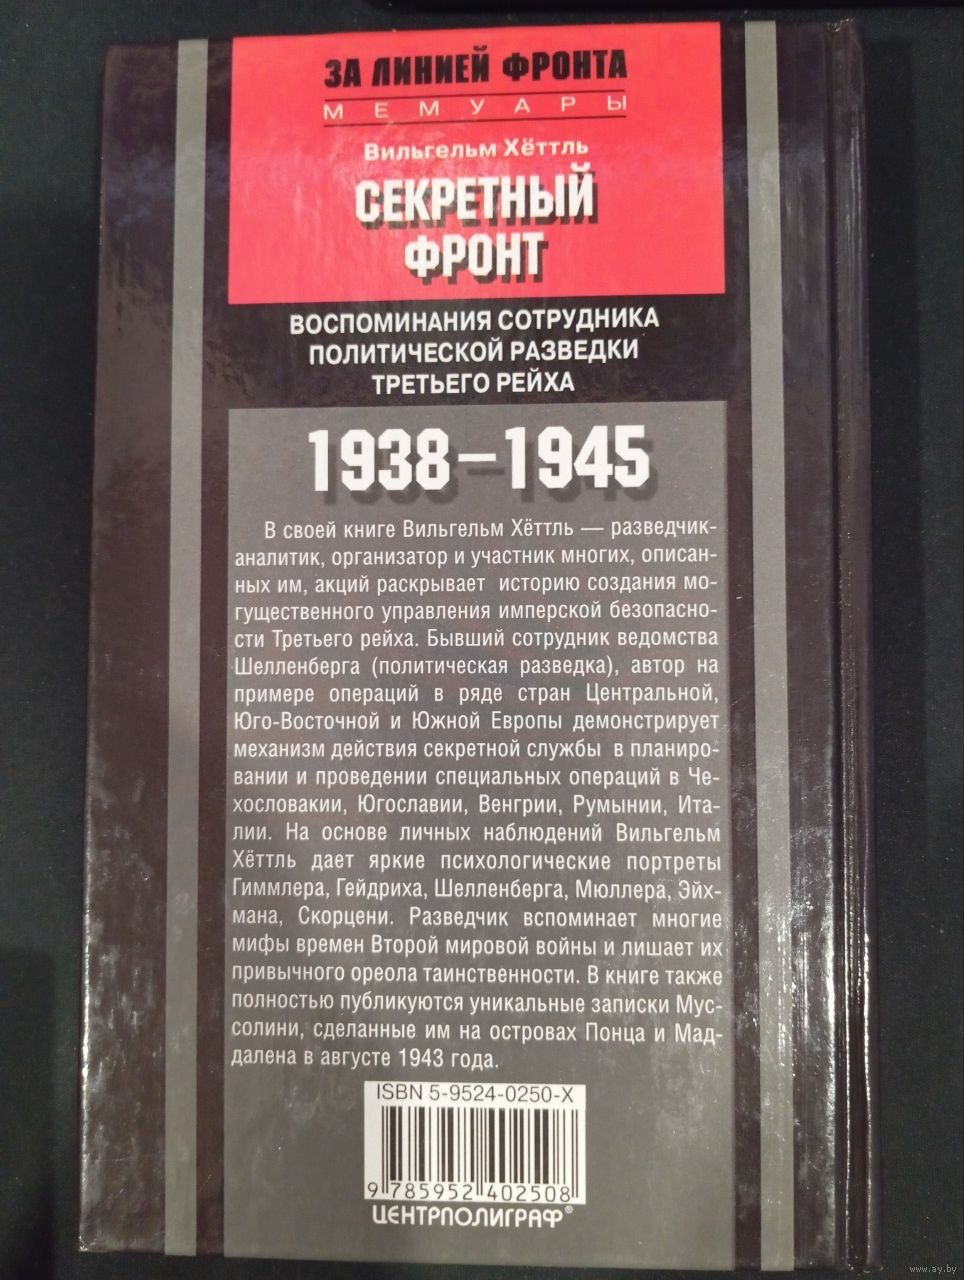 ЗА ЛИНИЕЙ ФРОНТА
МЕМУАРЫ
Вильгельм Хёттль
СЕКРЕТНЫЙ
ФРОНТ
ВОСПОМИНАНИЯ СОТРУДНИКА
ПОЛИТИЧЕСКОЙ РАЗВЕДКИ
ТРЕТЬЕГО РЕЙХА
1938–1945
В своей книге Вильгельм Хёттль — разведчик-
аналитик, организатор и участник многих, описан-
ных им, акций раскрывает историю создания мо-
гущественного управления имперской безопасно-
сти Третьего рейха. Бывший сотрудник ведомства
Шелленберга (политическая разведка), автор на
примере операций в ряде стран Центральной,
Юго-Восточной и Южной Европы демонстрирует
механизм действия секретной службы в планиро-
вании и проведении специальных операций в Че-
хословакии, Югославии, Венгрии, Румынии, Ита-
лии. На основе личных наблюдений Вильгельм
Хёттль дает яркие психологические портреты
Гиммлера, Гейдриха, Шелленберга, Мюллера, Эйх-
мана, Скорцени. Разведчик вспоминает многие
мифы времен Второй мировой войны и лишает их
привычного ореола таинственности. В книге также
полностью публикуются уникальные записки Мус-
солини, сделанные им на островах Понца и Мад-
далена в августе 1943 года.
ISBN 5-9524-0250-X
9 785952 402508
ЦЕНТРПОЛИГРАФ®
www.ay.by